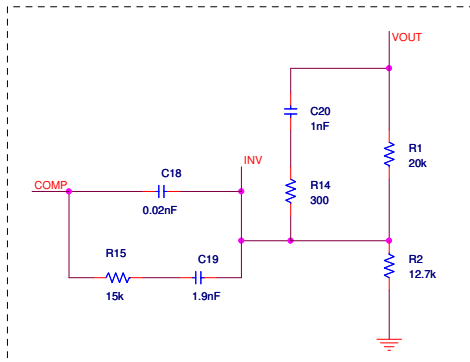 VOUT
C20
1nF
R1
20k
INV
C18
COMP
0.02nF
R14
300
R15
15k
C19
1.9nF
R2
12.7k